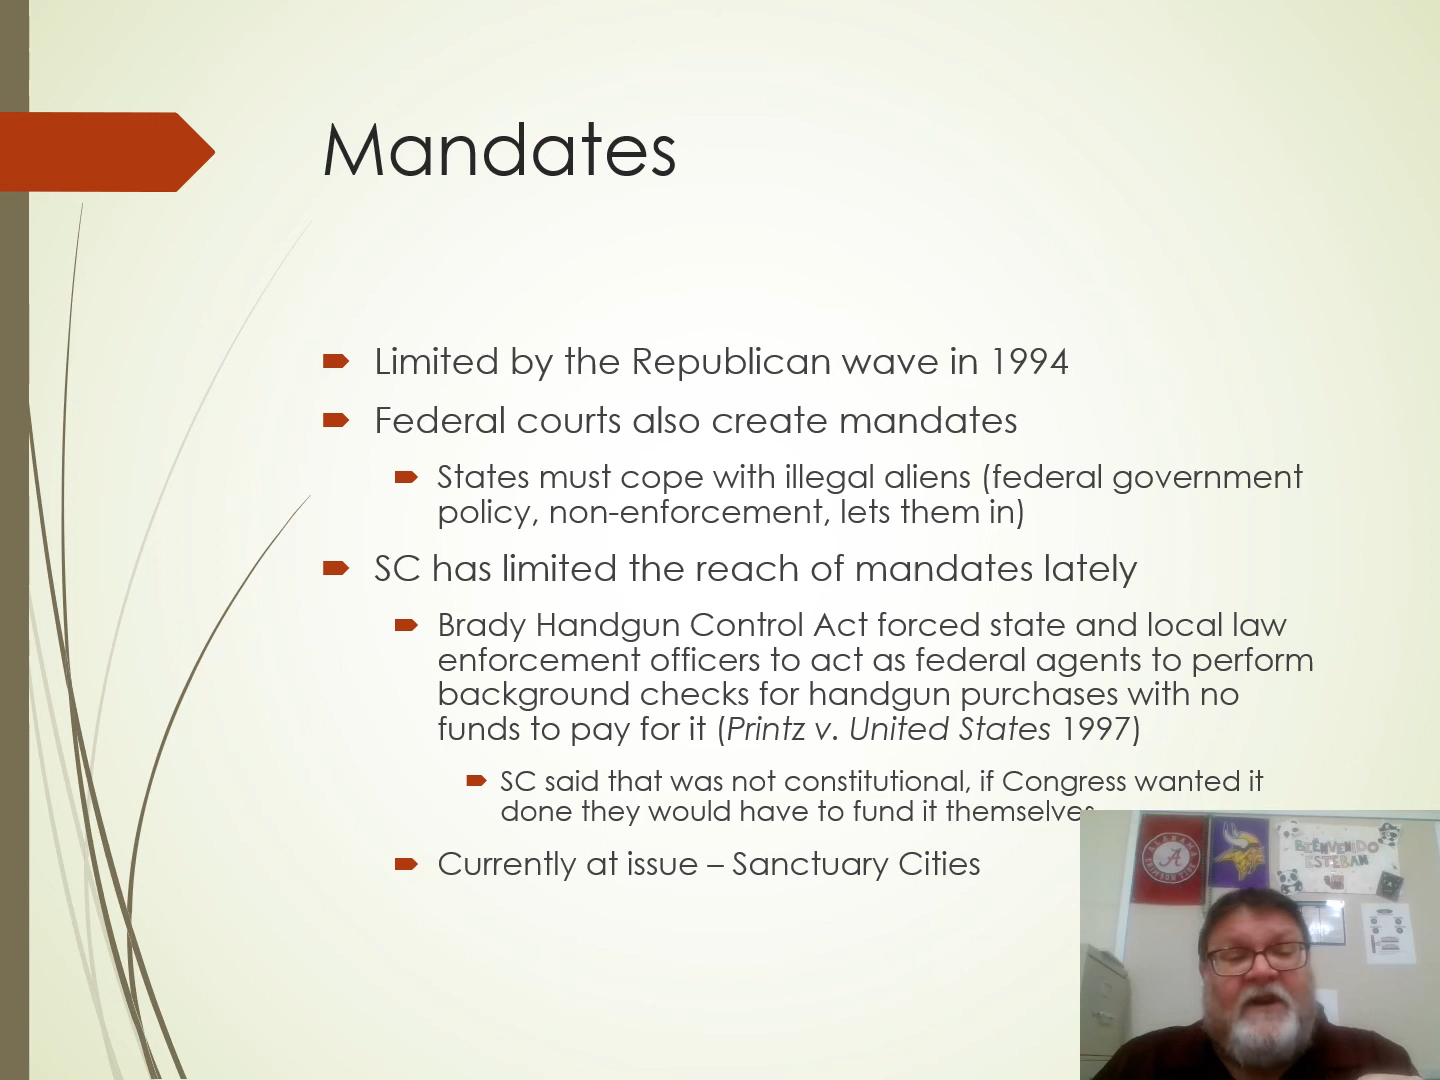 Mandates
Limited by the Republican wave in 1994
Federal courts also create mandates
States must cope with illegal aliens (federal government
policy, non-enforcement, lets them in)
SC has limited the reach of mandates lately
Brady Handgun Control Act forced state and local law
enforcement officers to act as federal agents to perform
background checks for handgun purchases with no
funds to pay for it (Printz v. United States 1997)
SC said that was not constitutional, if Congress wanted it
done they would have to fund it themselves
Currently at issue – Sanctuary Cities
ALABAMA
A
BIENVENIDO
ESTEBAN